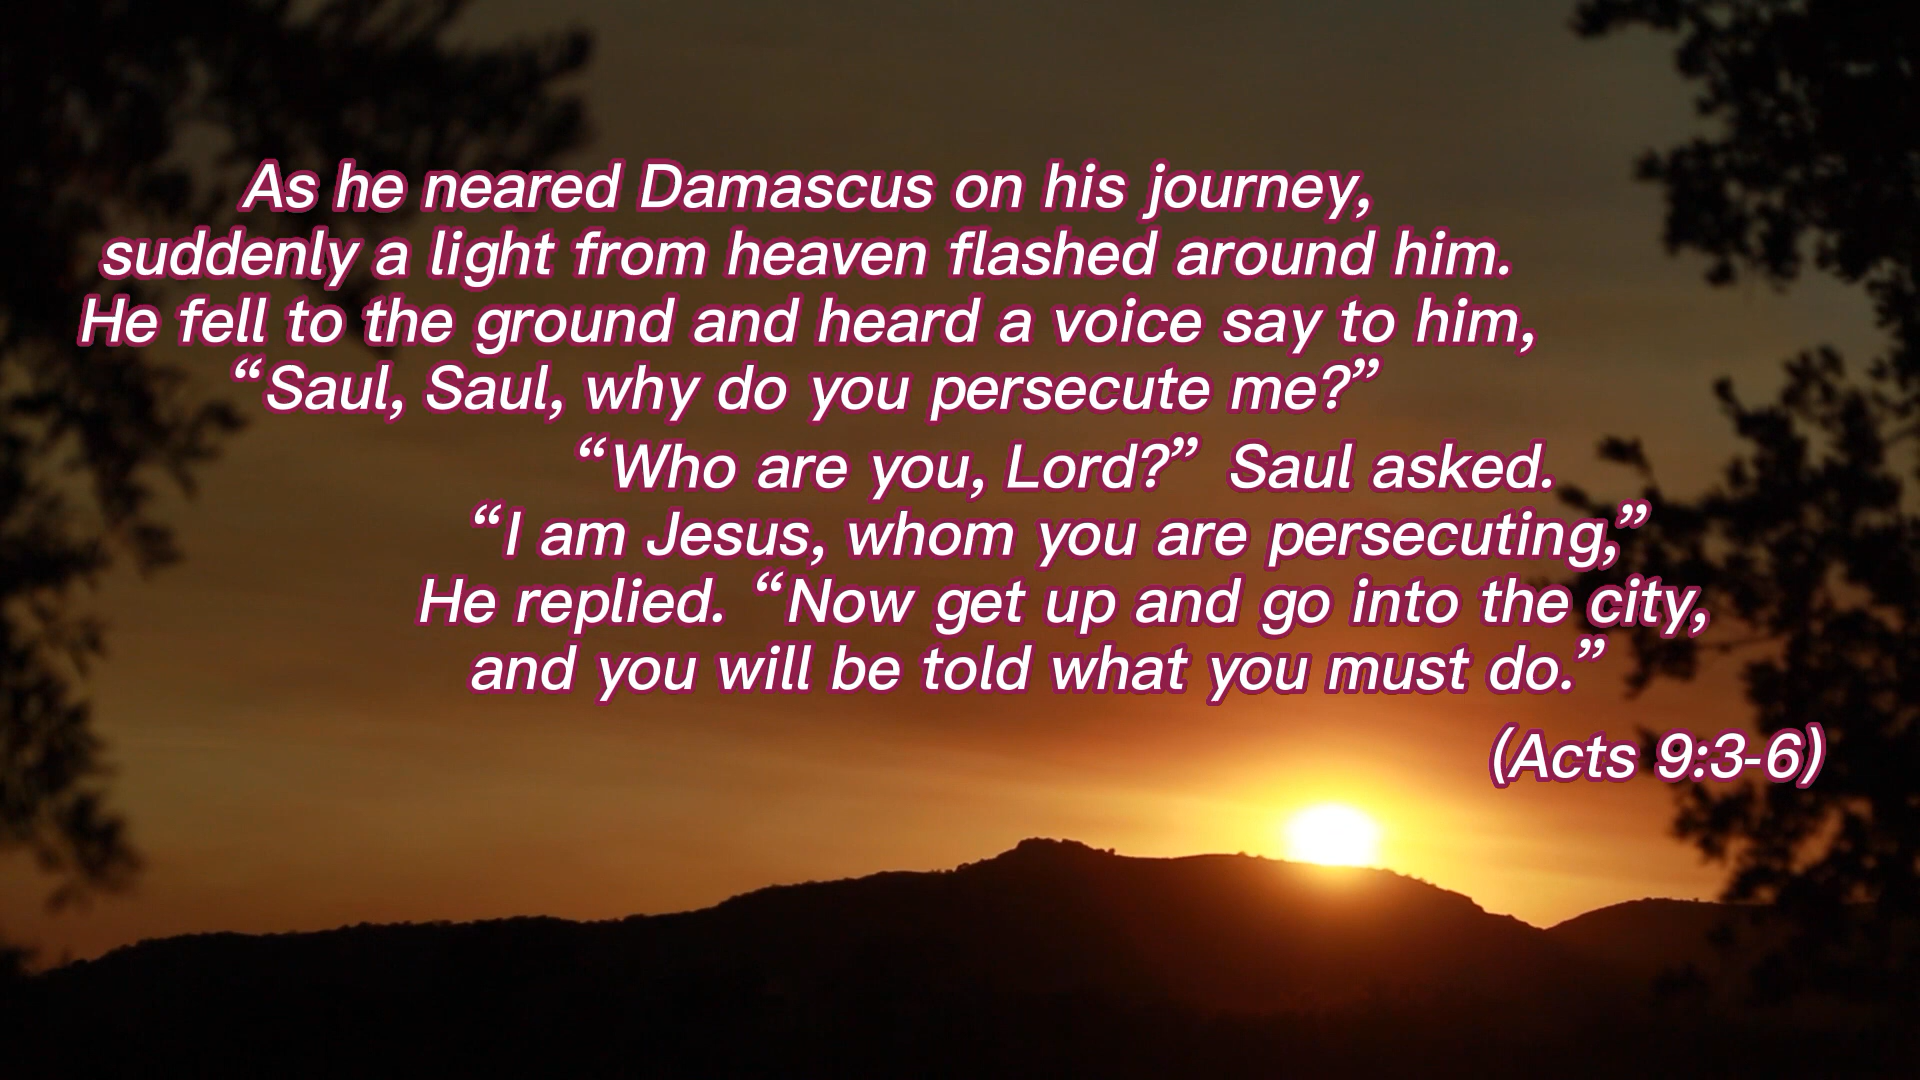 As he neared Damascus on his journey,
suddenly a light from heaven flashed around him.
He fell to the ground and heard a voice say to him,
“Saul, Saul, why do you persecute me?”
“Who are you, Lord?” Saul asked.
“I am Jesus, whom you are persecuting,”
He replied. “Now get up and go into the city,
and you will be told what you must do.”
(Acts 9:3-6)